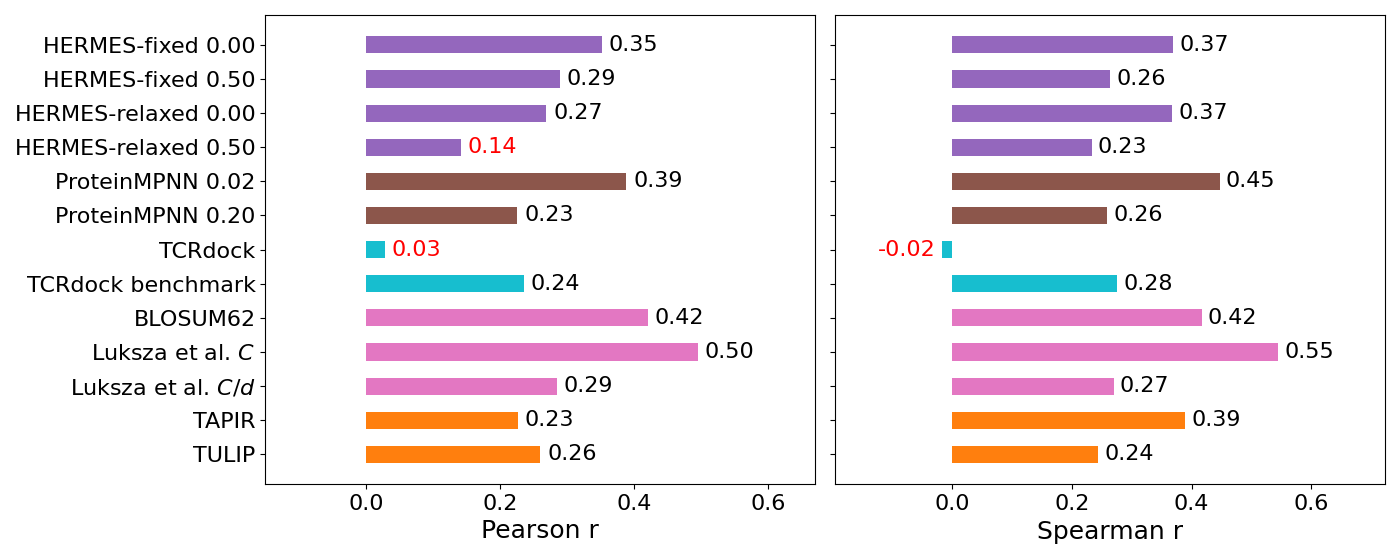 HERMES-fixed 0.00 0.35 0.37
HERMES-fixed 0.50 0.29 0.26
HERMES-relaxed 0.00 0.27 0.37
HERMES-relaxed 0.50 0.14 0.23
ProteinMPNN 0.02 0.39 0.45
ProteinMPNN 0.20 0.23 0.26
TCRdock 0.03 -0.02
TCRdock benchmark 0.24 0.28
BLOSUM62 0.42 0.42
Luksza et al. C 0.50 0.55
Luksza et al. C/d 0.29 0.27
TAPIR 0.23 0.39
TULIP 0.26 0.24
0.0 0.2 0.4 0.6 0.0 0.2 0.4 0.6
Pearson r Spearman r